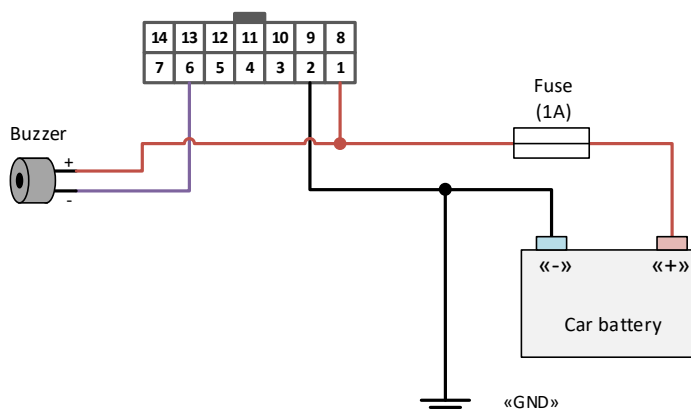 14 13 12 11 10 9 8
7 6 5 4 3 2 1
Fuse
(1A)
Buzzer
+
-
«-» «+»
Car battery
«GND»